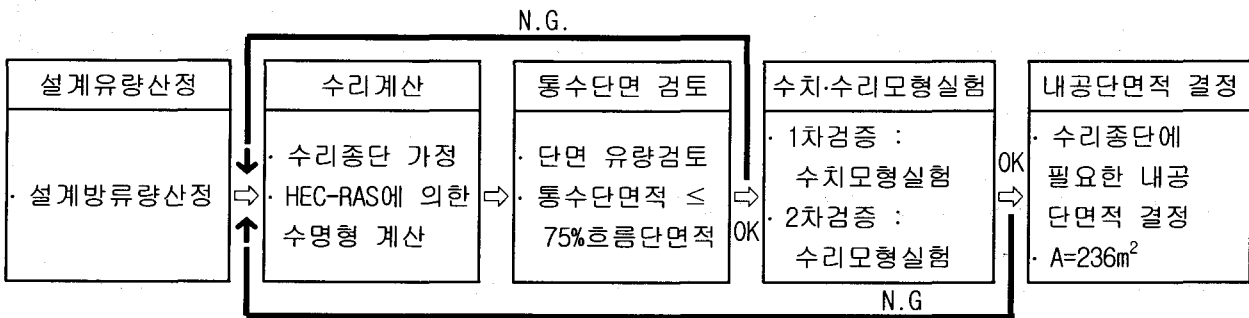 N.G.
설계유량산정
· 설계방류량산정
수리계산
· 수리종단 가정
· HEC-RAS에 의한
수명형 계산
통수단면 검토
· 단면 유량검토
· 통수단면적 ≤
75%흐름단면적
OK
수치·수리모형실험
· 1차검증 :
수치모형실험
· 2차검증 :
수리모형실험
OK
내공단면적 결정
· 수리종단에
필요한 내공
단면적 결정
· A=236m²
N.G